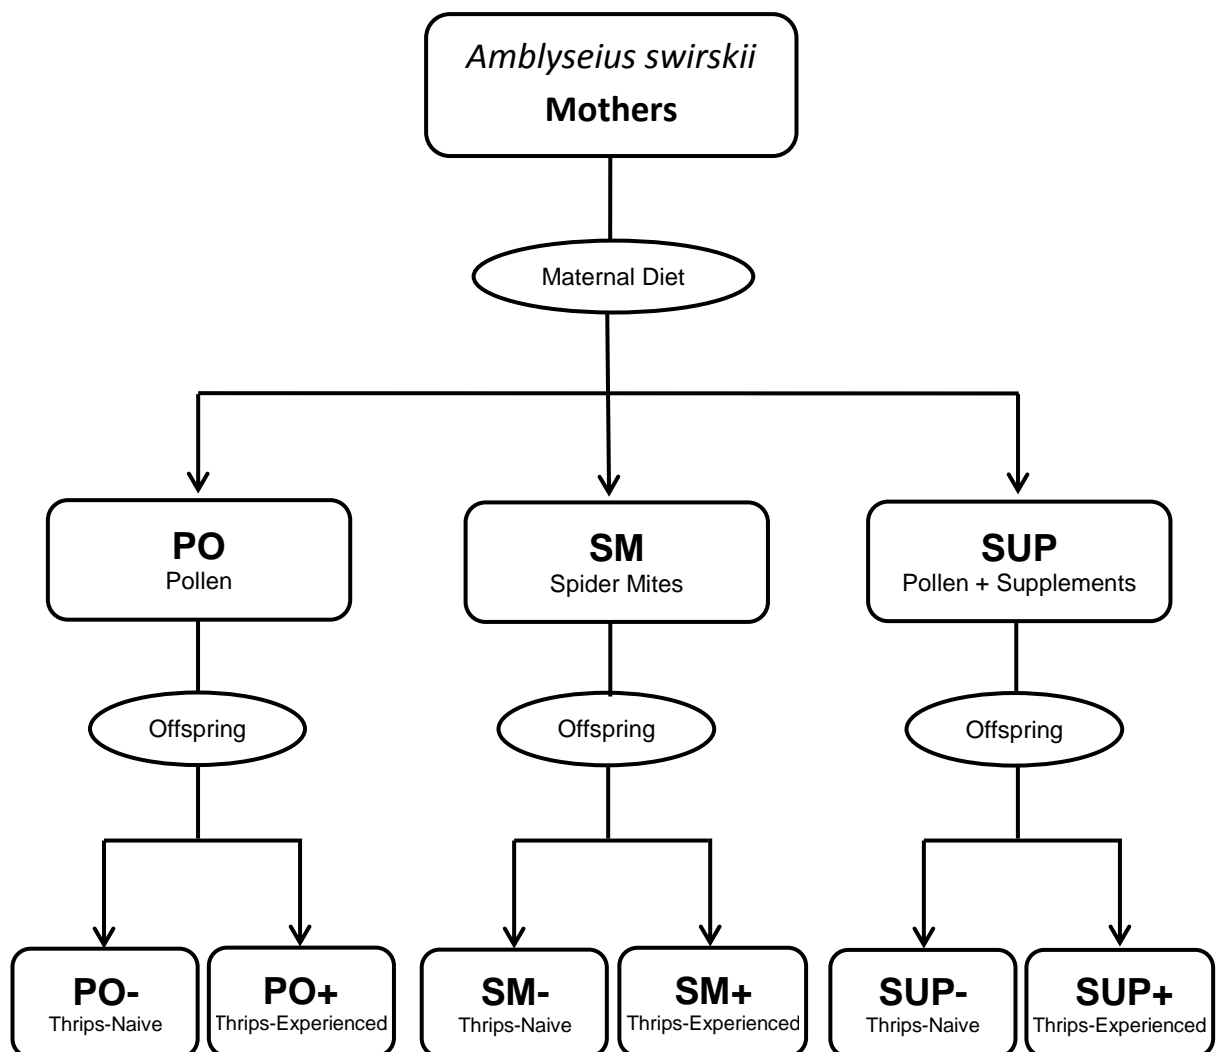 Amblyseius swirskii
Mothers
Maternal Diet
PO
Pollen
SM
Spider Mites
SUP
Pollen + Supplements
Offspring
Offspring
Offspring
PO-
Thrips-Naive
PO+
Thrips-Experienced
SM-
Thrips-Naive
SM+
Thrips-Experienced
SUP-
Thrips-Naive
SUP+
Thrips-Experienced